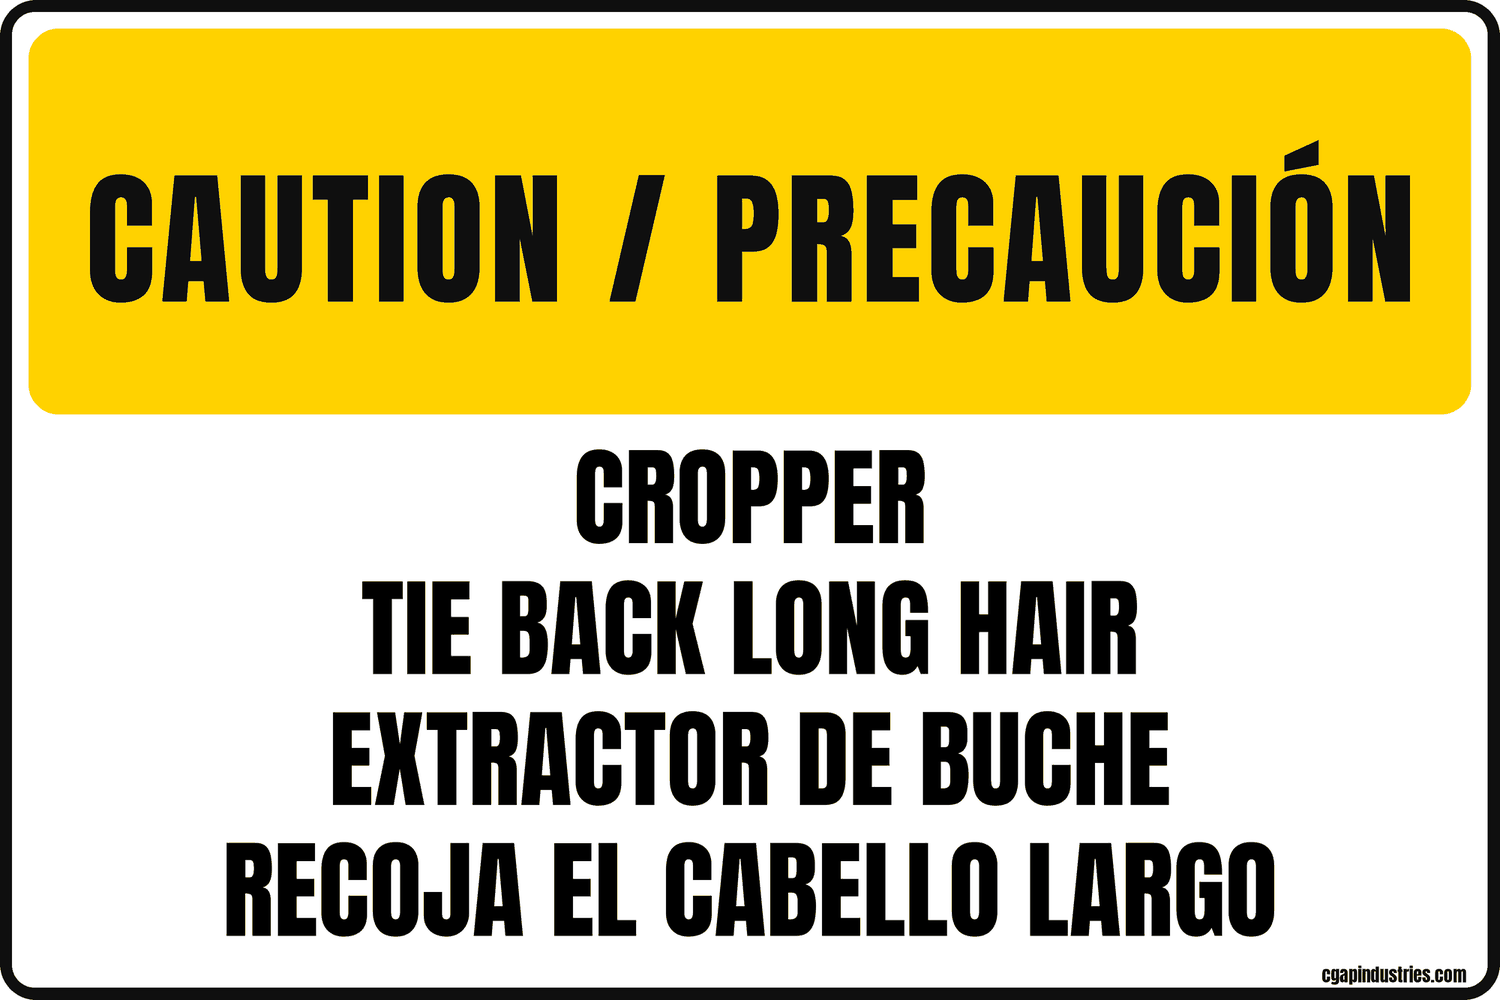 CAUTION / PRECAUCIÓN
CROPPER
TIE BACK LONG HAIR
EXTRACTOR DE BUCHE
RECOJA EL CABELLO LARGO
cgapindustries.com